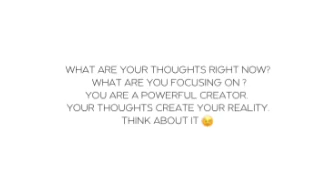 WHAT ARE YOUR THOUGHTS RIGHT NOW?
WHAT ARE YOU FOCUSING ON ?
YOU ARE A POWERFUL CREATOR.
YOUR THOUGHTS CREATE YOUR REALITY.
THINK ABOUT IT 😉